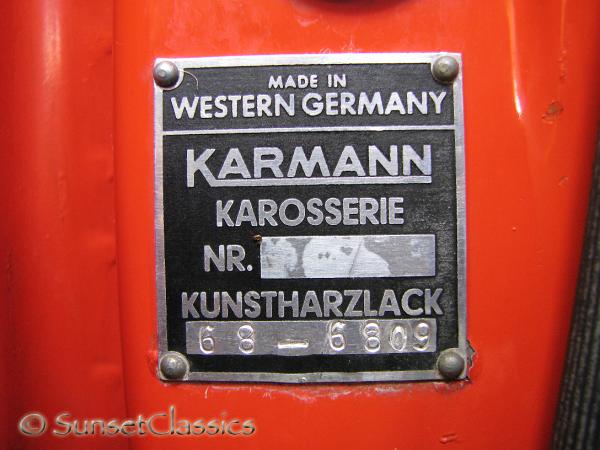 MADE IN
WESTERN GERMANY
KARMANN
KAROSSERIE
NR.
KUNSTHARZLACK
68-6809
© SunsetClassics